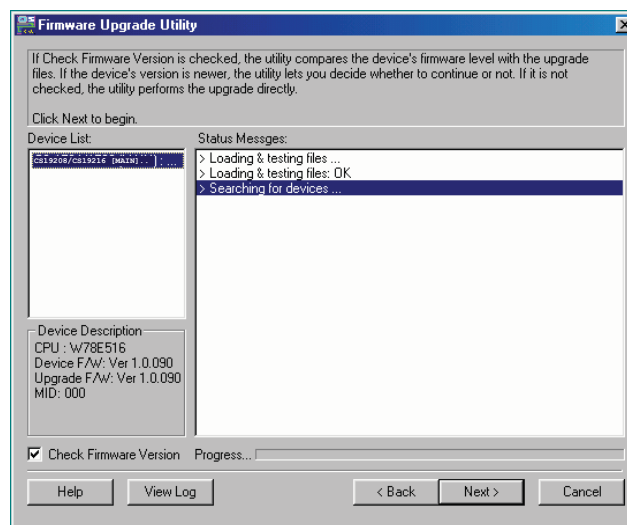 Firmware Upgrade Utility
If Check Firmware Version is checked, the utility compares the device's firmware level with the upgrade
files. If the device's version is newer, the utility lets you decide whether to continue or not. If it is not
checked, the utility performs the upgrade directly.
Click Next to begin.
Device List:
Status Messges:
CS19208/CS19216 [MAIN]..] : ...
> Loading & testing files ...
> Loading & testing files: OK
> Searching for devices ...
Device Description
CPU : W78E516
Device F/W: Ver 1.0.090
Upgrade F/W: Ver 1.0.090
MID: 000
Check Firmware Version
Progress...
Help
View Log
< Back
Next >
Cancel